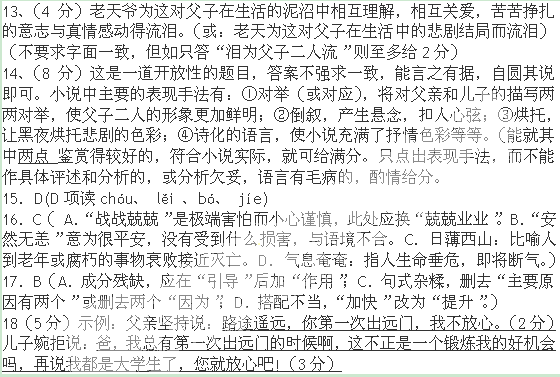 13、（4 分）老天爷为这对父子在生活的泥沼中相互理解，相互关爱，苦苦挣扎
的意志与真情感动得流泪。（或：老天为这对父子在生活中的悲剧结局而流泪）
（不要求字面一致，但如只答“泪为父子二人流”则至多给2分）
14、（8 分）这是一道开放性的题目，答案不强求一致，能言之有据，自圆其说
即可。小说中主要的表现手法有：①对举（或对应），将对父亲和儿子的描写两
两对举，使父子二人的形象更加鲜明；②倒叙，产生悬念，扣人心弦；③烘托，
让黑夜烘托悲剧的色彩；④诗化的语言，使小说充满了抒情色彩等等。（能就其
中两点 鉴赏得较好的，符合小说实际，就可给满分。只点出表现手法，而不能
作具体评述和分析的，或分析欠妥，语言有毛病的，酌情给分。
15．D(D项读cháu、 lěi 、bá、 jíe)
16．C（ A.“战战兢兢”是极端害怕而小心谨慎，此处应换“兢兢业业”。B.“安
然无恙”意为很平安，没有受到什么损害，与语境不合。C．日薄西山：比喻人
到老年或腐朽的事物衰败接近灭亡。D．气息奄奄：指人生命垂危，即将断气。）
17．B（A．成分残缺，应在“引导”后加“作用”；C．句式杂糅，删去“主要原
因有两个”或删去两个“因为”；D．搭配不当，“加快”改为“提升”。）
18（5分）示例：父亲坚持说：路途遥远，你第一次出远门，我不放心。（2分）
儿子婉拒说：爸，我总有第一次出远门的时候啊，这不正是一个锻炼我的好机会
吗，再说我都是大学生了，您就放心吧！（3分）